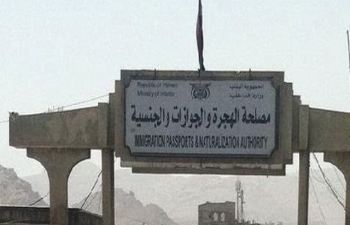 Republic of Yemen
Ministry of Interior
الجمهورية اليمنية
وزارة الداخلية
مصلحة الهجرة والجوازات والجنسية
IMMIGRATION PASSPORTS & NATURALIZATION AUTHORITY